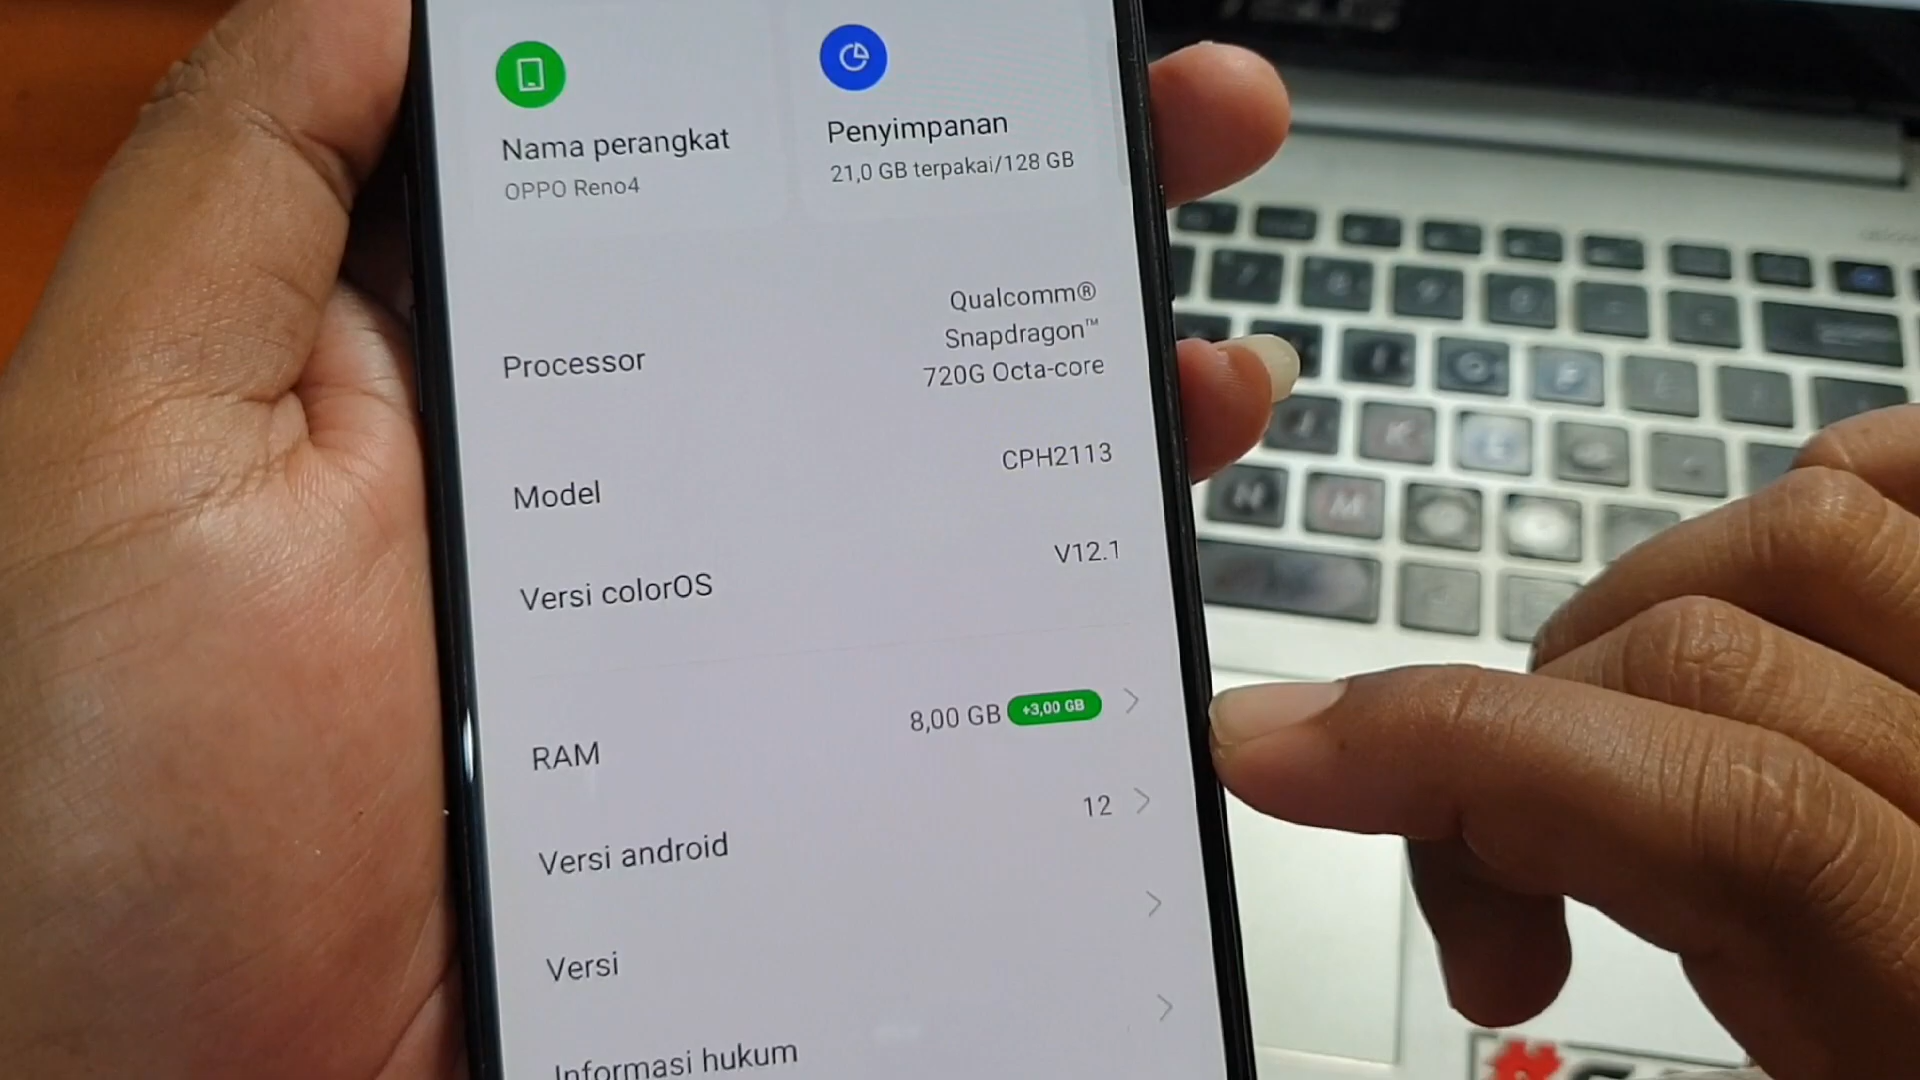 Nama perangkat
OPPO Reno4
Penyimpanan
21,0 GB terpakai/128 GB
Processor
Qualcomm®
Snapdragon™
720G Octa-core
Model
CPH2113
Versi colorOS
V12.1
RAM
8,00 GB +3,00 GB
Versi android
12
Versi
Informasi hukum